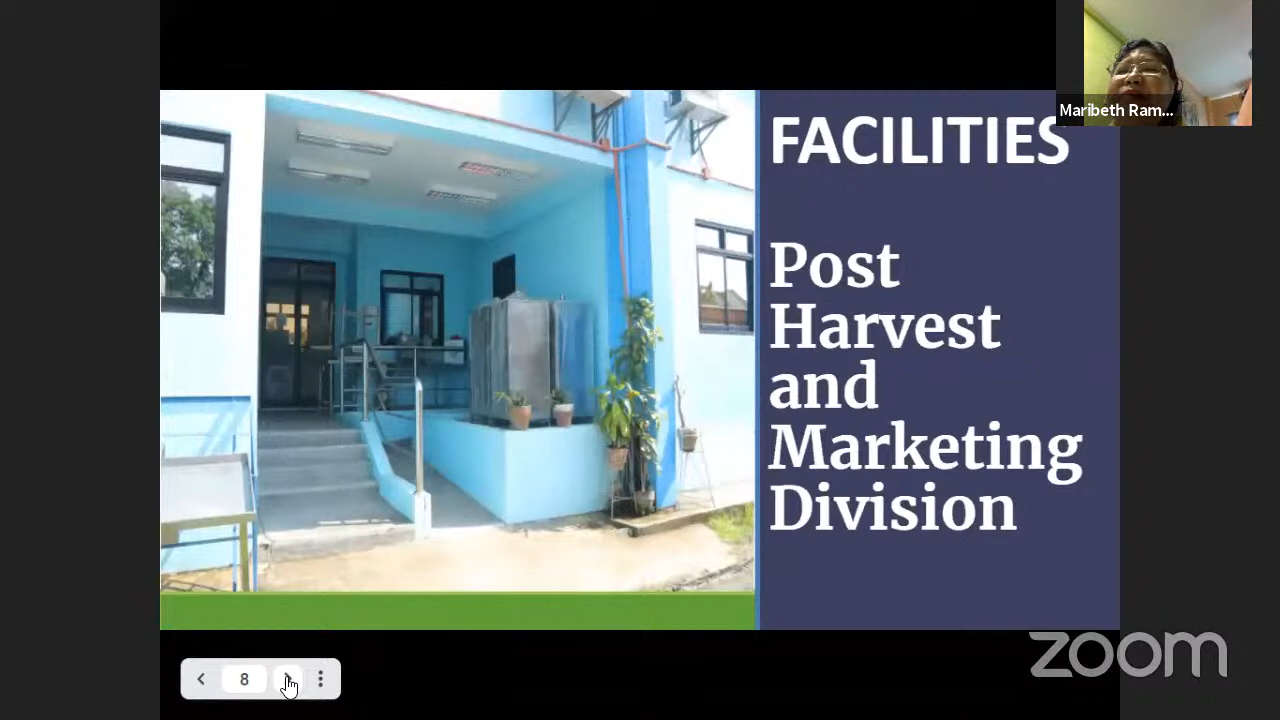 Maribeth Ram...
FACILITIES
Post
Harvest
and
Marketing
Division
zoom
8